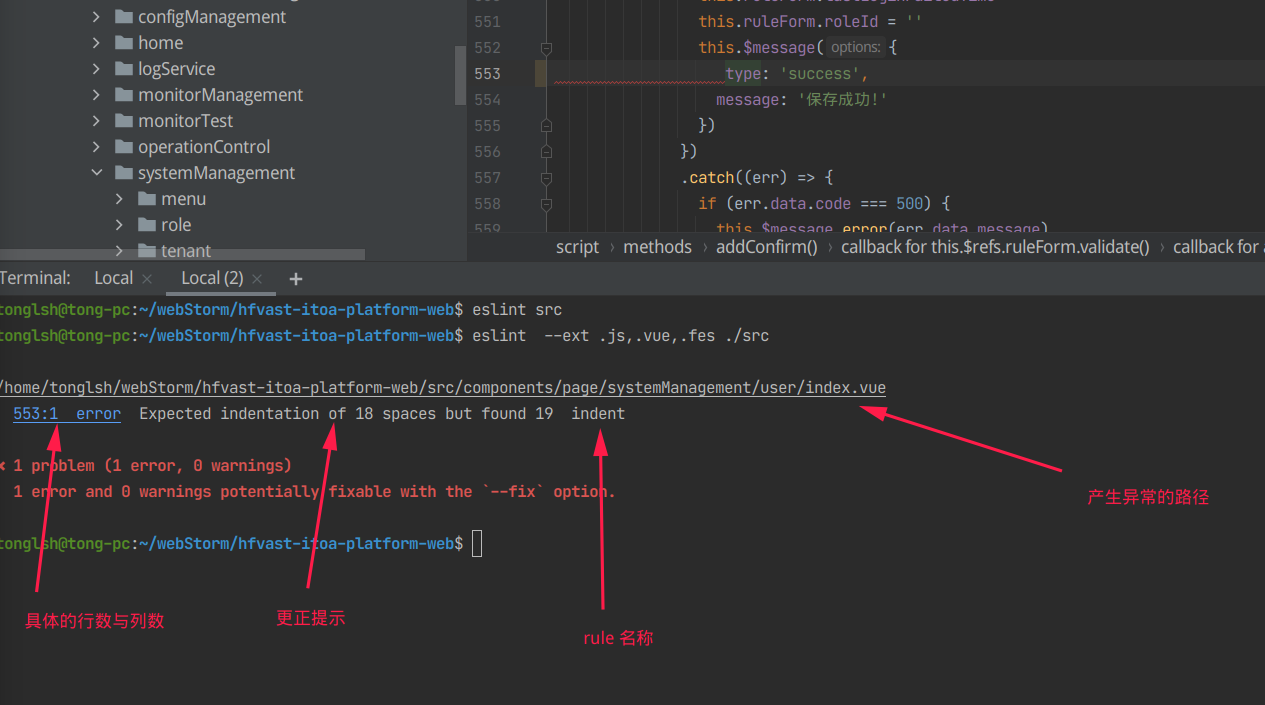 configManagement
home
logService
monitorManagement
monitorTest
operationControl
systemManagement
menu
role
tenant
551 this.ruleForm.roleId = ''
552 this.$message( options: {
553 type: 'success',
554 message: '保存成功!'
555 })
556 })
557 .catch((err) => {
558 if (err.data.code === 500) {
559 this.$message.error(err.data.message)
script › methods › addConfirm() › callback for this.$refs.ruleForm.validate() › callback for
Terminal: Local × Local (2) × +
tonglsh@tong-pc:~/webStorm/hfvast-itoa-platform-web$ eslint src
tonglsh@tong-pc:~/webStorm/hfvast-itoa-platform-web$ eslint  --ext .js,.vue,.fes ./src
/home/tonglsh/webStorm/hfvast-itoa-platform-web/src/components/page/systemManagement/user/index.vue
553:1  error  Expected indentation of 18 spaces but found 19  indent
✖ 1 problem (1 error, 0 warnings)
1 error and 0 warnings potentially fixable with the `--fix` option.
产生异常的路径
tonglsh@tong-pc:~/webStorm/hfvast-itoa-platform-web$
具体的行数与列数
更正提示
rule 名称